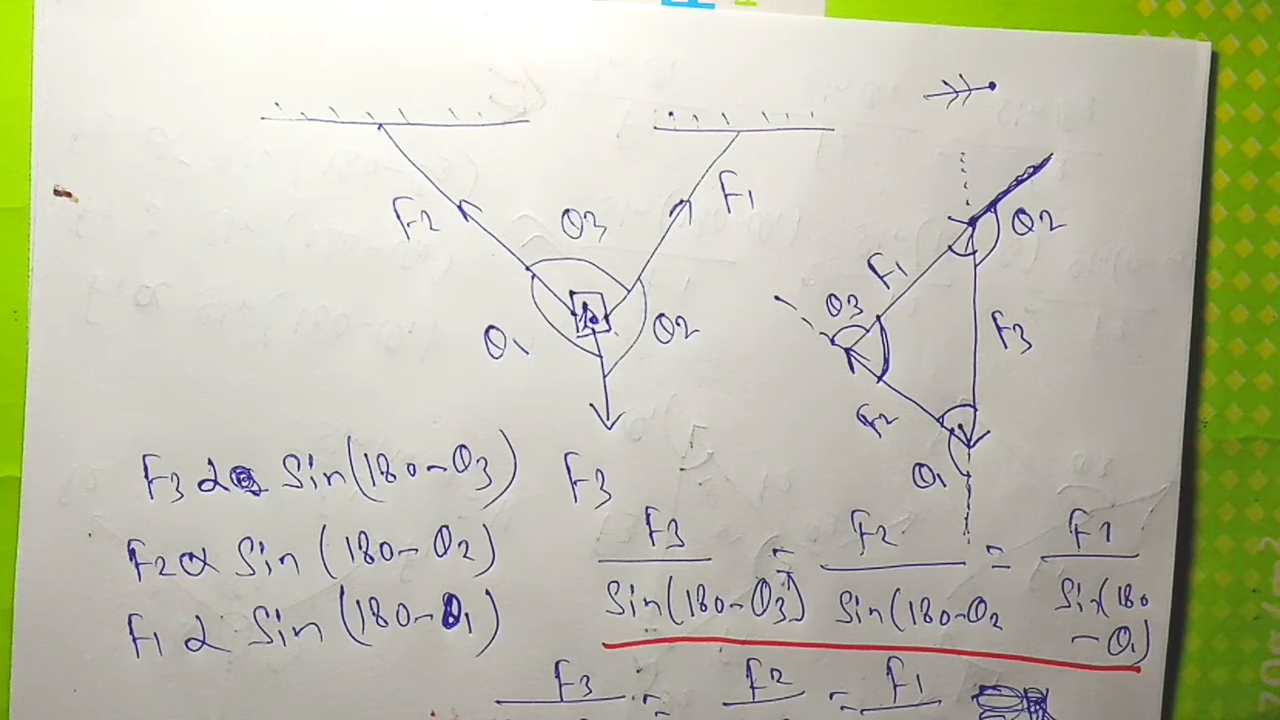 F2
θ3
F1
θ2
θ1
θ2
F1
θ3
F3
F2
θ1
F3
F3 α Sin(180-θ3)
F2 α Sin (180-θ2)
F1 α Sin (180-θ1)
F3 / Sin(180-θ3) = F2 / Sin(180-θ2 = F1 / Sin(180-θ1)
F3 = F2 = F1